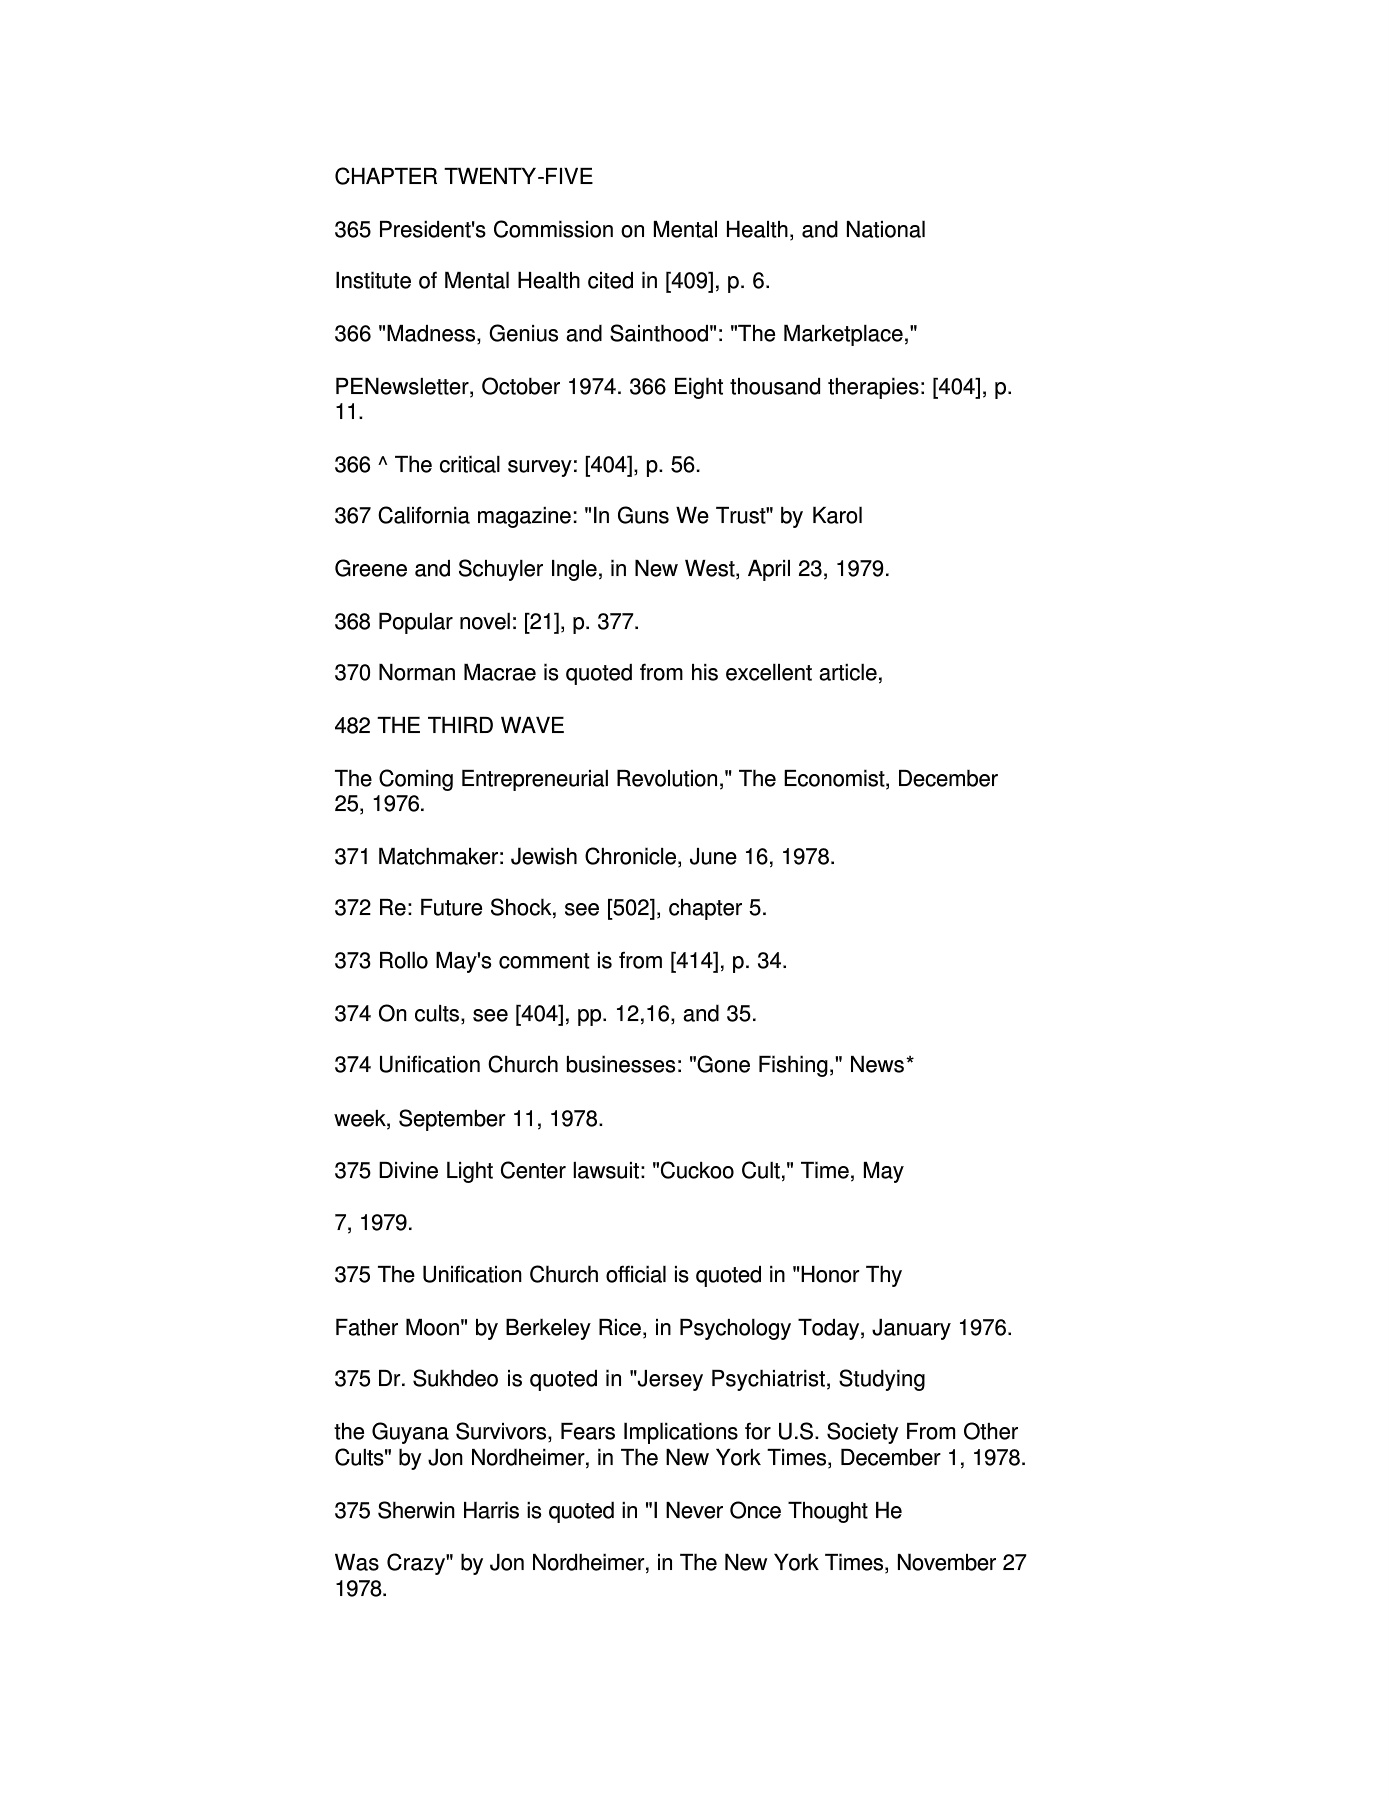 CHAPTER TWENTY-FIVE
365 President's Commission on Mental Health, and National
Institute of Mental Health cited in [409], p. 6.
366 "Madness, Genius and Sainthood": "The Marketplace,"
PENewsletter, October 1974. 366 Eight thousand therapies: [404], p.
11.
366 ^ The critical survey: [404], p. 56.
367 California magazine: "In Guns We Trust" by Karol
Greene and Schuyler Ingle, in New West, April 23, 1979.
368 Popular novel: [21], p. 377.
370 Norman Macrae is quoted from his excellent article,
482 THE THIRD WAVE
The Coming Entrepreneurial Revolution," The Economist, December
25, 1976.
371 Matchmaker: Jewish Chronicle, June 16, 1978.
372 Re: Future Shock, see [502], chapter 5.
373 Rollo May's comment is from [414], p. 34.
374 On cults, see [404], pp. 12,16, and 35.
374 Unification Church businesses: "Gone Fishing," News*
week, September 11, 1978.
375 Divine Light Center lawsuit: "Cuckoo Cult," Time, May
7, 1979.
375 The Unification Church official is quoted in "Honor Thy
Father Moon" by Berkeley Rice, in Psychology Today, January 1976.
375 Dr. Sukhdeo is quoted in "Jersey Psychiatrist, Studying
the Guyana Survivors, Fears Implications for U.S. Society From Other
Cults" by Jon Nordheimer, in The New York Times, December 1, 1978.
375 Sherwin Harris is quoted in "I Never Once Thought He
Was Crazy" by Jon Nordheimer, in The New York Times, November 27
1978.